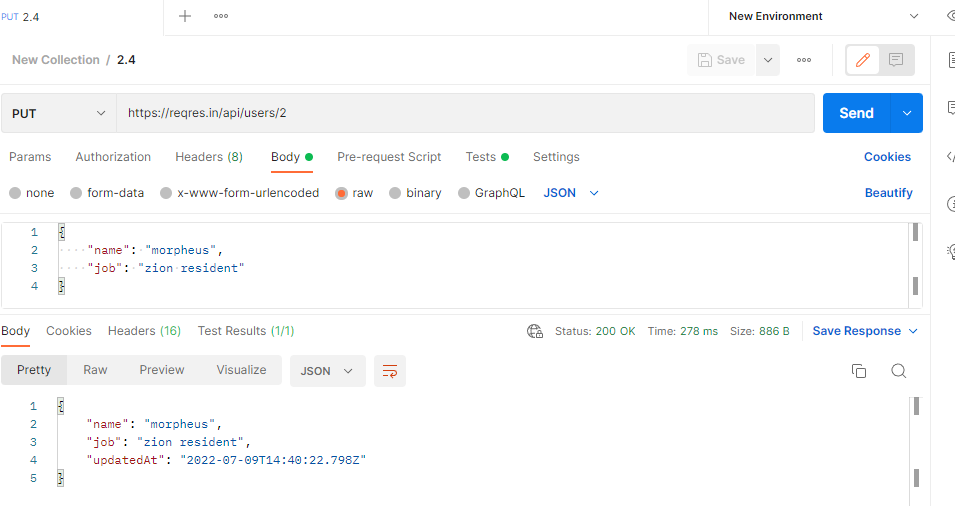 PUT 2.4
New Environment
New Collection / 2.4
Save
PUT
https://reqres.in/api/users/2
Send
Params Authorization Headers (8) Body Pre-request Script Tests Settings Cookies
none form-data x-www-form-urlencoded raw binary GraphQL JSON Beautify
1 {
2 "name": "morpheus",
3 "job": "zion resident"
4 }
Body Cookies Headers (16) Test Results (1/1) Status: 200 OK Time: 278 ms Size: 886 B Save Response
Pretty Raw Preview Visualize JSON
1 {
2 "name": "morpheus",
3 "job": "zion resident",
4 "updatedAt": "2022-07-09T14:40:22.798Z"
5 }